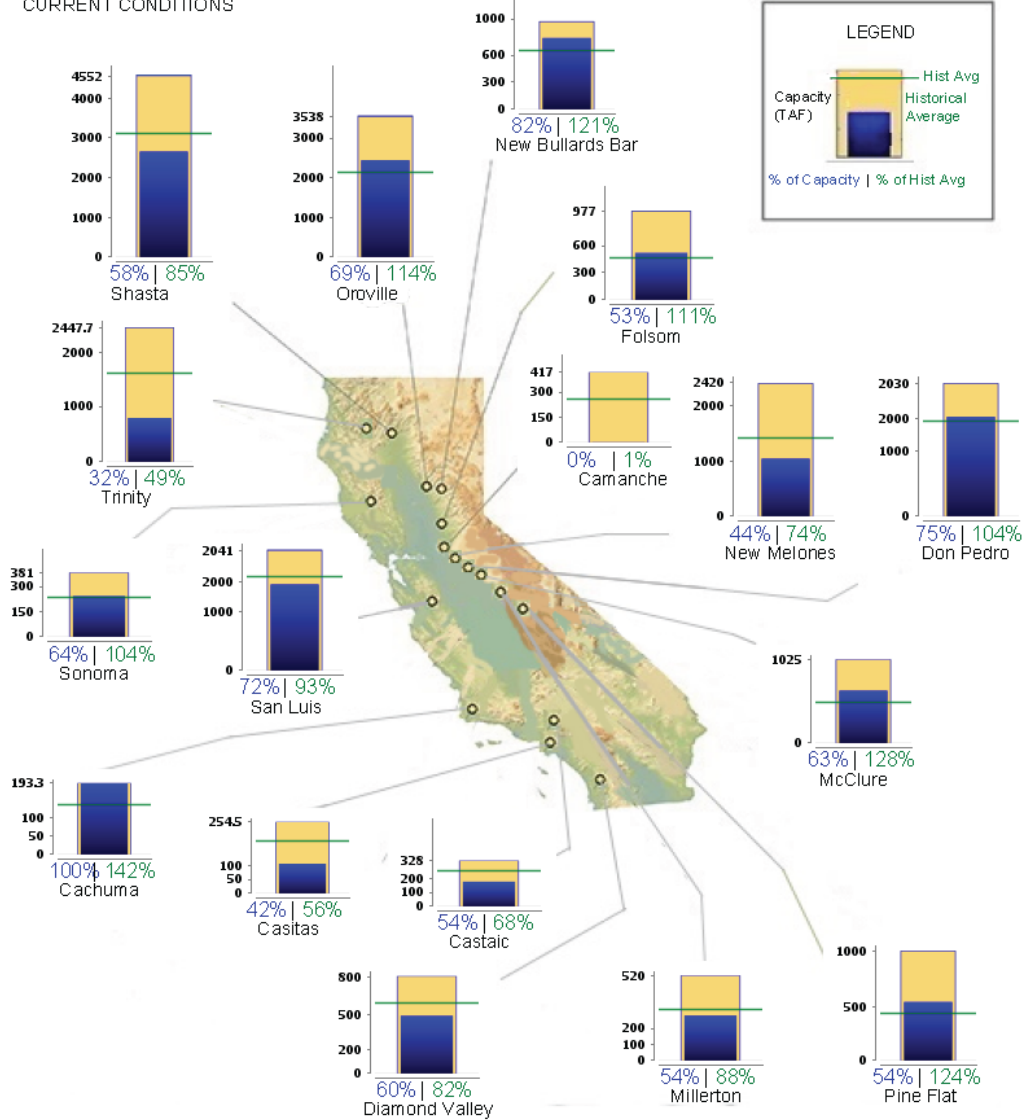 CURRENT CONDITIONS
1000
600
300
0
82% | 121%
New Bullards Bar
LEGEND
Hist Avg
Capacity
(TAF)
Historical
Average
% of Capacity | % of Hist Avg
4552
4000
3000
2000
1000
0
58% | 85%
Shasta
3538
3000
2000
1000
0
69% | 114%
Oroville
977
600
300
0
53% | 111%
Folsom
2447.7
2000
1000
0
32% | 49%
Trinity
417
300
150
0
0% | 1%
Camanche
2420
2000
1000
0
44% | 74%
New Melones
2030
2000
1000
0
75% | 104%
Don Pedro
381
300
150
0
64% | 104%
Sonoma
2041
2000
1000
0
72% | 93%
San Luis
1025
0
63% | 128%
McClure
193.3
100
50
0
100% | 142%
Cachuma
254.5
100
50
0
42% | 56%
Casitas
328
200
100
0
54% | 68%
Castaic
800
500
200
0
60% | 82%
Diamond Valley
520
200
100
0
54% | 88%
Millerton
1000
500
0
54% | 124%
Pine Flat